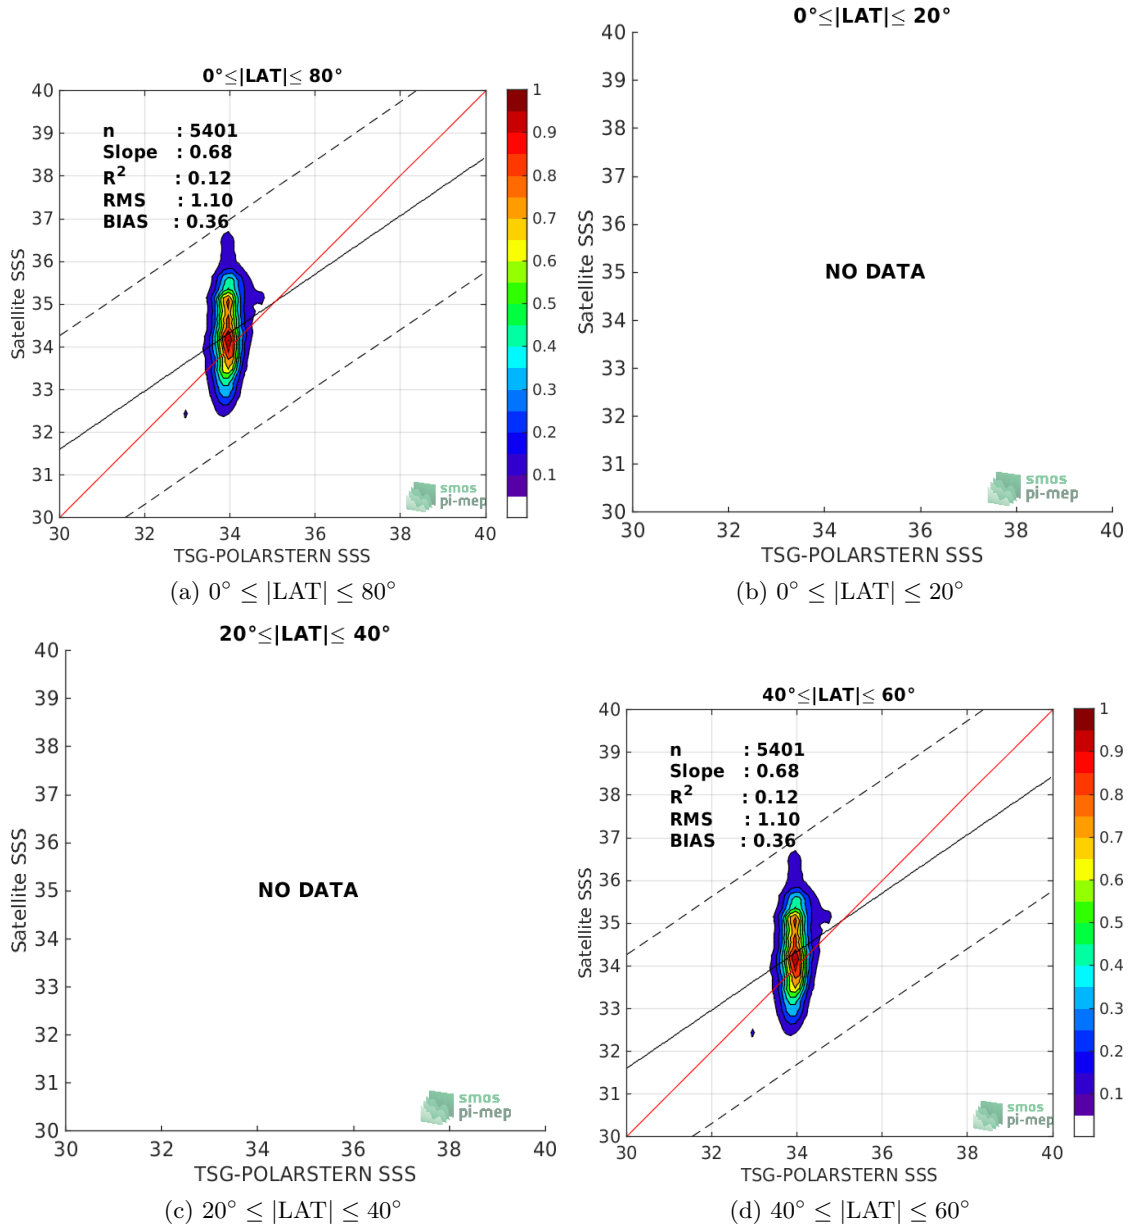 0°≤|LAT|≤ 80°
n : 5401
Slope : 0.68
R² : 0.12
RMS : 1.10
BIAS : 0.36
40
39
38
37
36
35
34
33
32
31
30
Satellite SSS
30 32 34 36 38 40
TSG-POLARSTERN SSS
1
0.9
0.8
0.7
0.6
0.5
0.4
0.3
0.2
0.1
smos
pi-mep
(a) 0° ≤ |LAT| ≤ 80°
0°≤|LAT|≤ 20°
40
39
38
37
36
35
34
33
32
31
30
Satellite SSS
NO DATA
smos
pi-mep
30 32 34 36 38 40
TSG-POLARSTERN SSS
(b) 0° ≤ |LAT| ≤ 20°
20°≤|LAT|≤ 40°
40
39
38
37
36
35
34
33
32
31
30
Satellite SSS
NO DATA
smos
pi-mep
30 32 34 36 38 40
TSG-POLARSTERN SSS
(c) 20° ≤ |LAT| ≤ 40°
40°≤|LAT|≤ 60°
n : 5401
Slope : 0.68
R² : 0.12
RMS : 1.10
BIAS : 0.36
40
39
38
37
36
35
34
33
32
31
30
Satellite SSS
30 32 34 36 38 40
TSG-POLARSTERN SSS
1
0.9
0.8
0.7
0.6
0.5
0.4
0.3
0.2
0.1
smos
pi-mep
(d) 40° ≤ |LAT| ≤ 60°